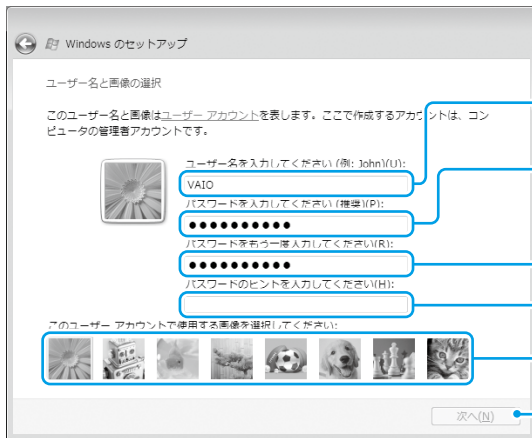 Windows のセットアップ
ユーザー名と画像の選択
このユーザー名と画像はユーザー アカウントを表します。ここで作成するアカウントは、コン
ピュータの管理者アカウントです。
ユーザー名を入力してください (例: John)(U):
VAIO
パスワードを入力してください (推奨)(P):
●●●●●●●●●●
パスワードをもう一度入力してください(R):
●●●●●●●●●●
パスワードのヒントを入力してください(H):
このユーザー アカウントで使用する画像を選択してください:
次へ(N)